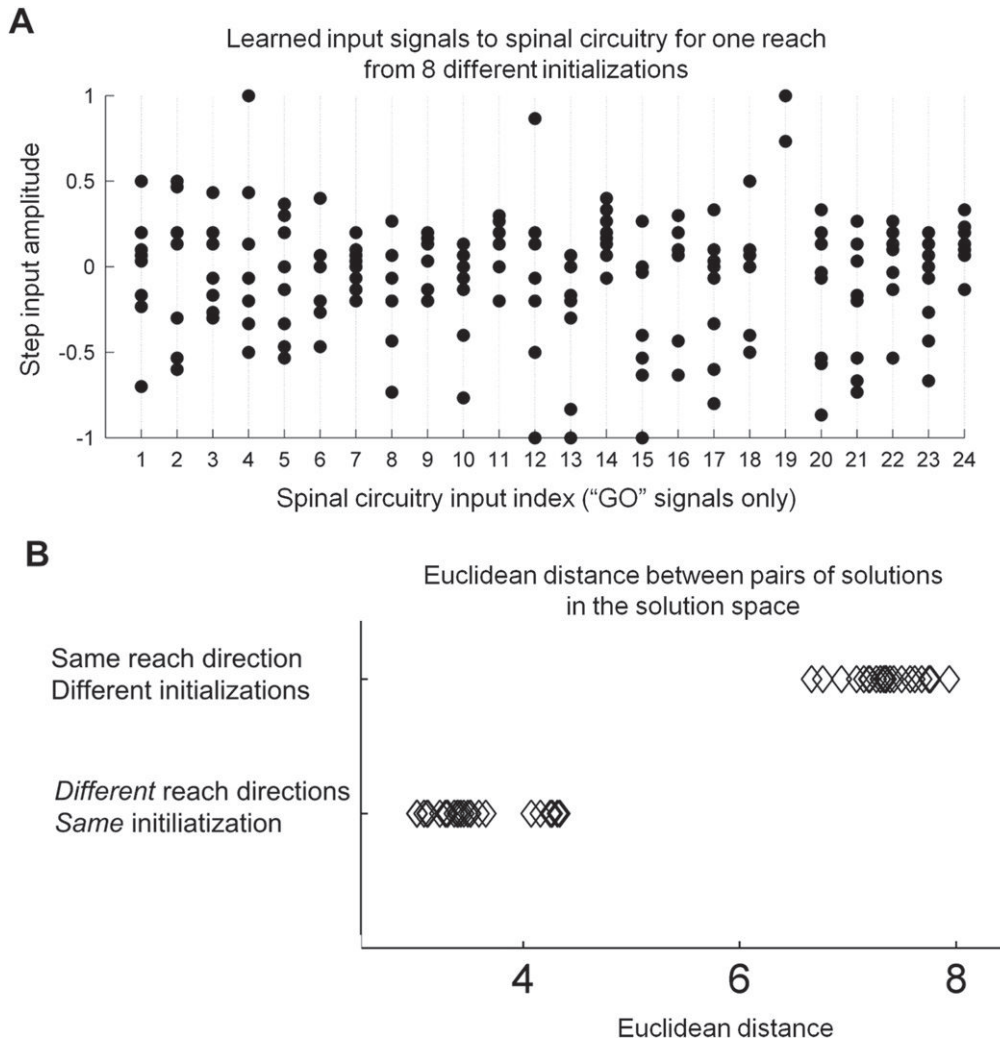 A
Learned input signals to spinal circuitry for one reach
from 8 different initializations
Step input amplitude
1
0.5
0
-0.5
-1
1 2 3 4 5 6 7 8 9 10 11 12 13 14 15 16 17 18 19 20 21 22 23 24
Spinal circuitry input index (“GO” signals only)
B
Euclidean distance between pairs of solutions
in the solution space
Same reach direction
Different initializations
Different reach directions
Same initiliatization
4 6 8
Euclidean distance